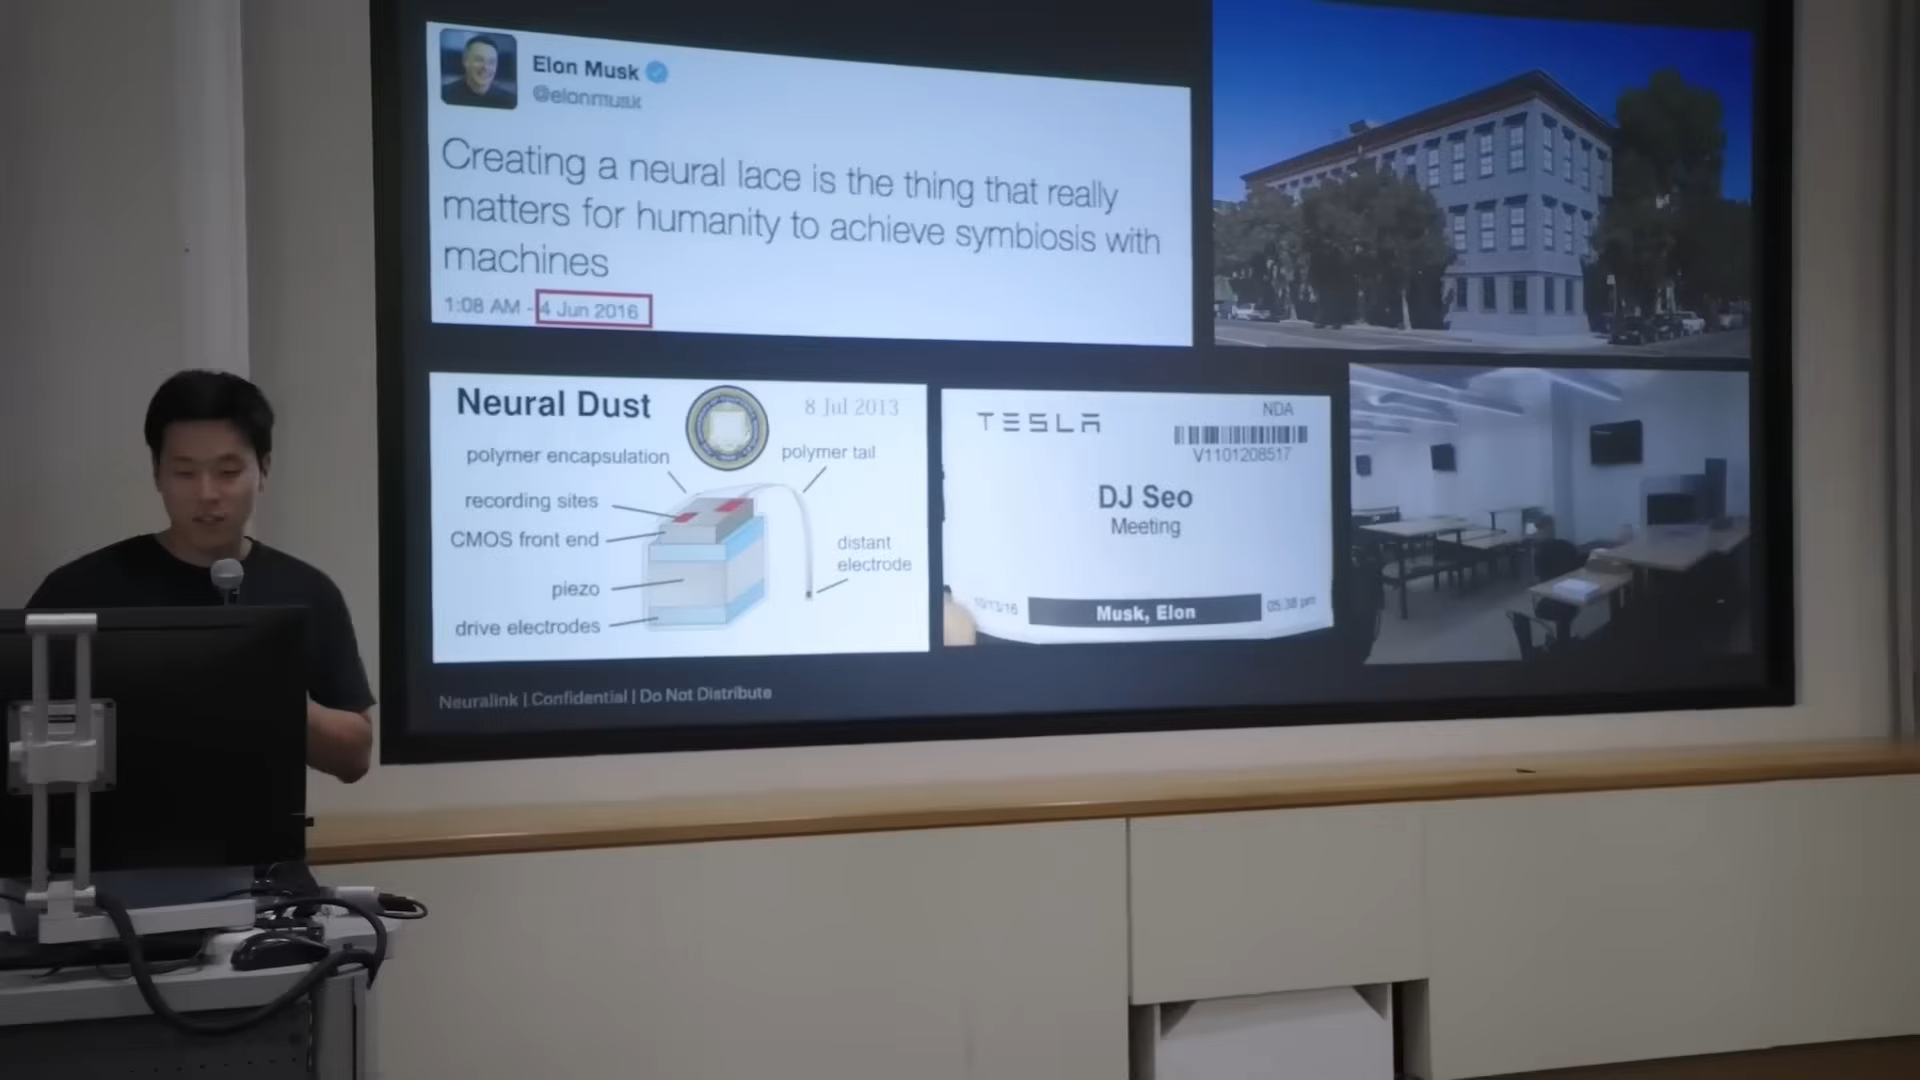 Elon Musk
@elonmusk
Creating a neural lace is the thing that really
matters for humanity to achieve symbiosis with
machines
1:08 AM - 4 Jun 2016
Neural Dust
8 Jul 2013
polymer encapsulation
polymer tail
recording sites
CMOS front end
distant
electrode
piezo
drive electrodes
TESLA
NDA
V1101208517
DJ Seo
Meeting
10/13/16
Musk, Elon
05:38 pm
Neuralink | Confidential | Do Not Distribute